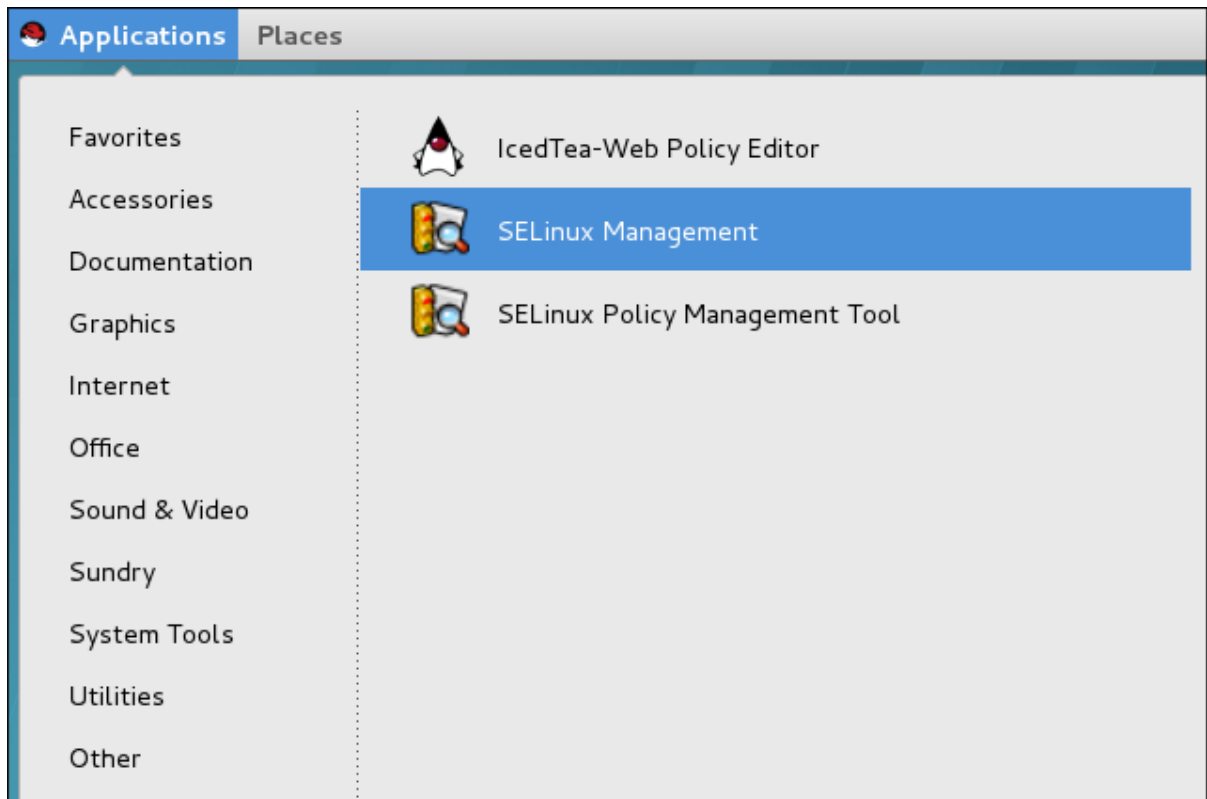 Applications Places
Favorites
Accessories
Documentation
Graphics
Internet
Office
Sound & Video
Sundry
System Tools
Utilities
Other
IcedTea-Web Policy Editor
SELinux Management
SELinux Policy Management Tool